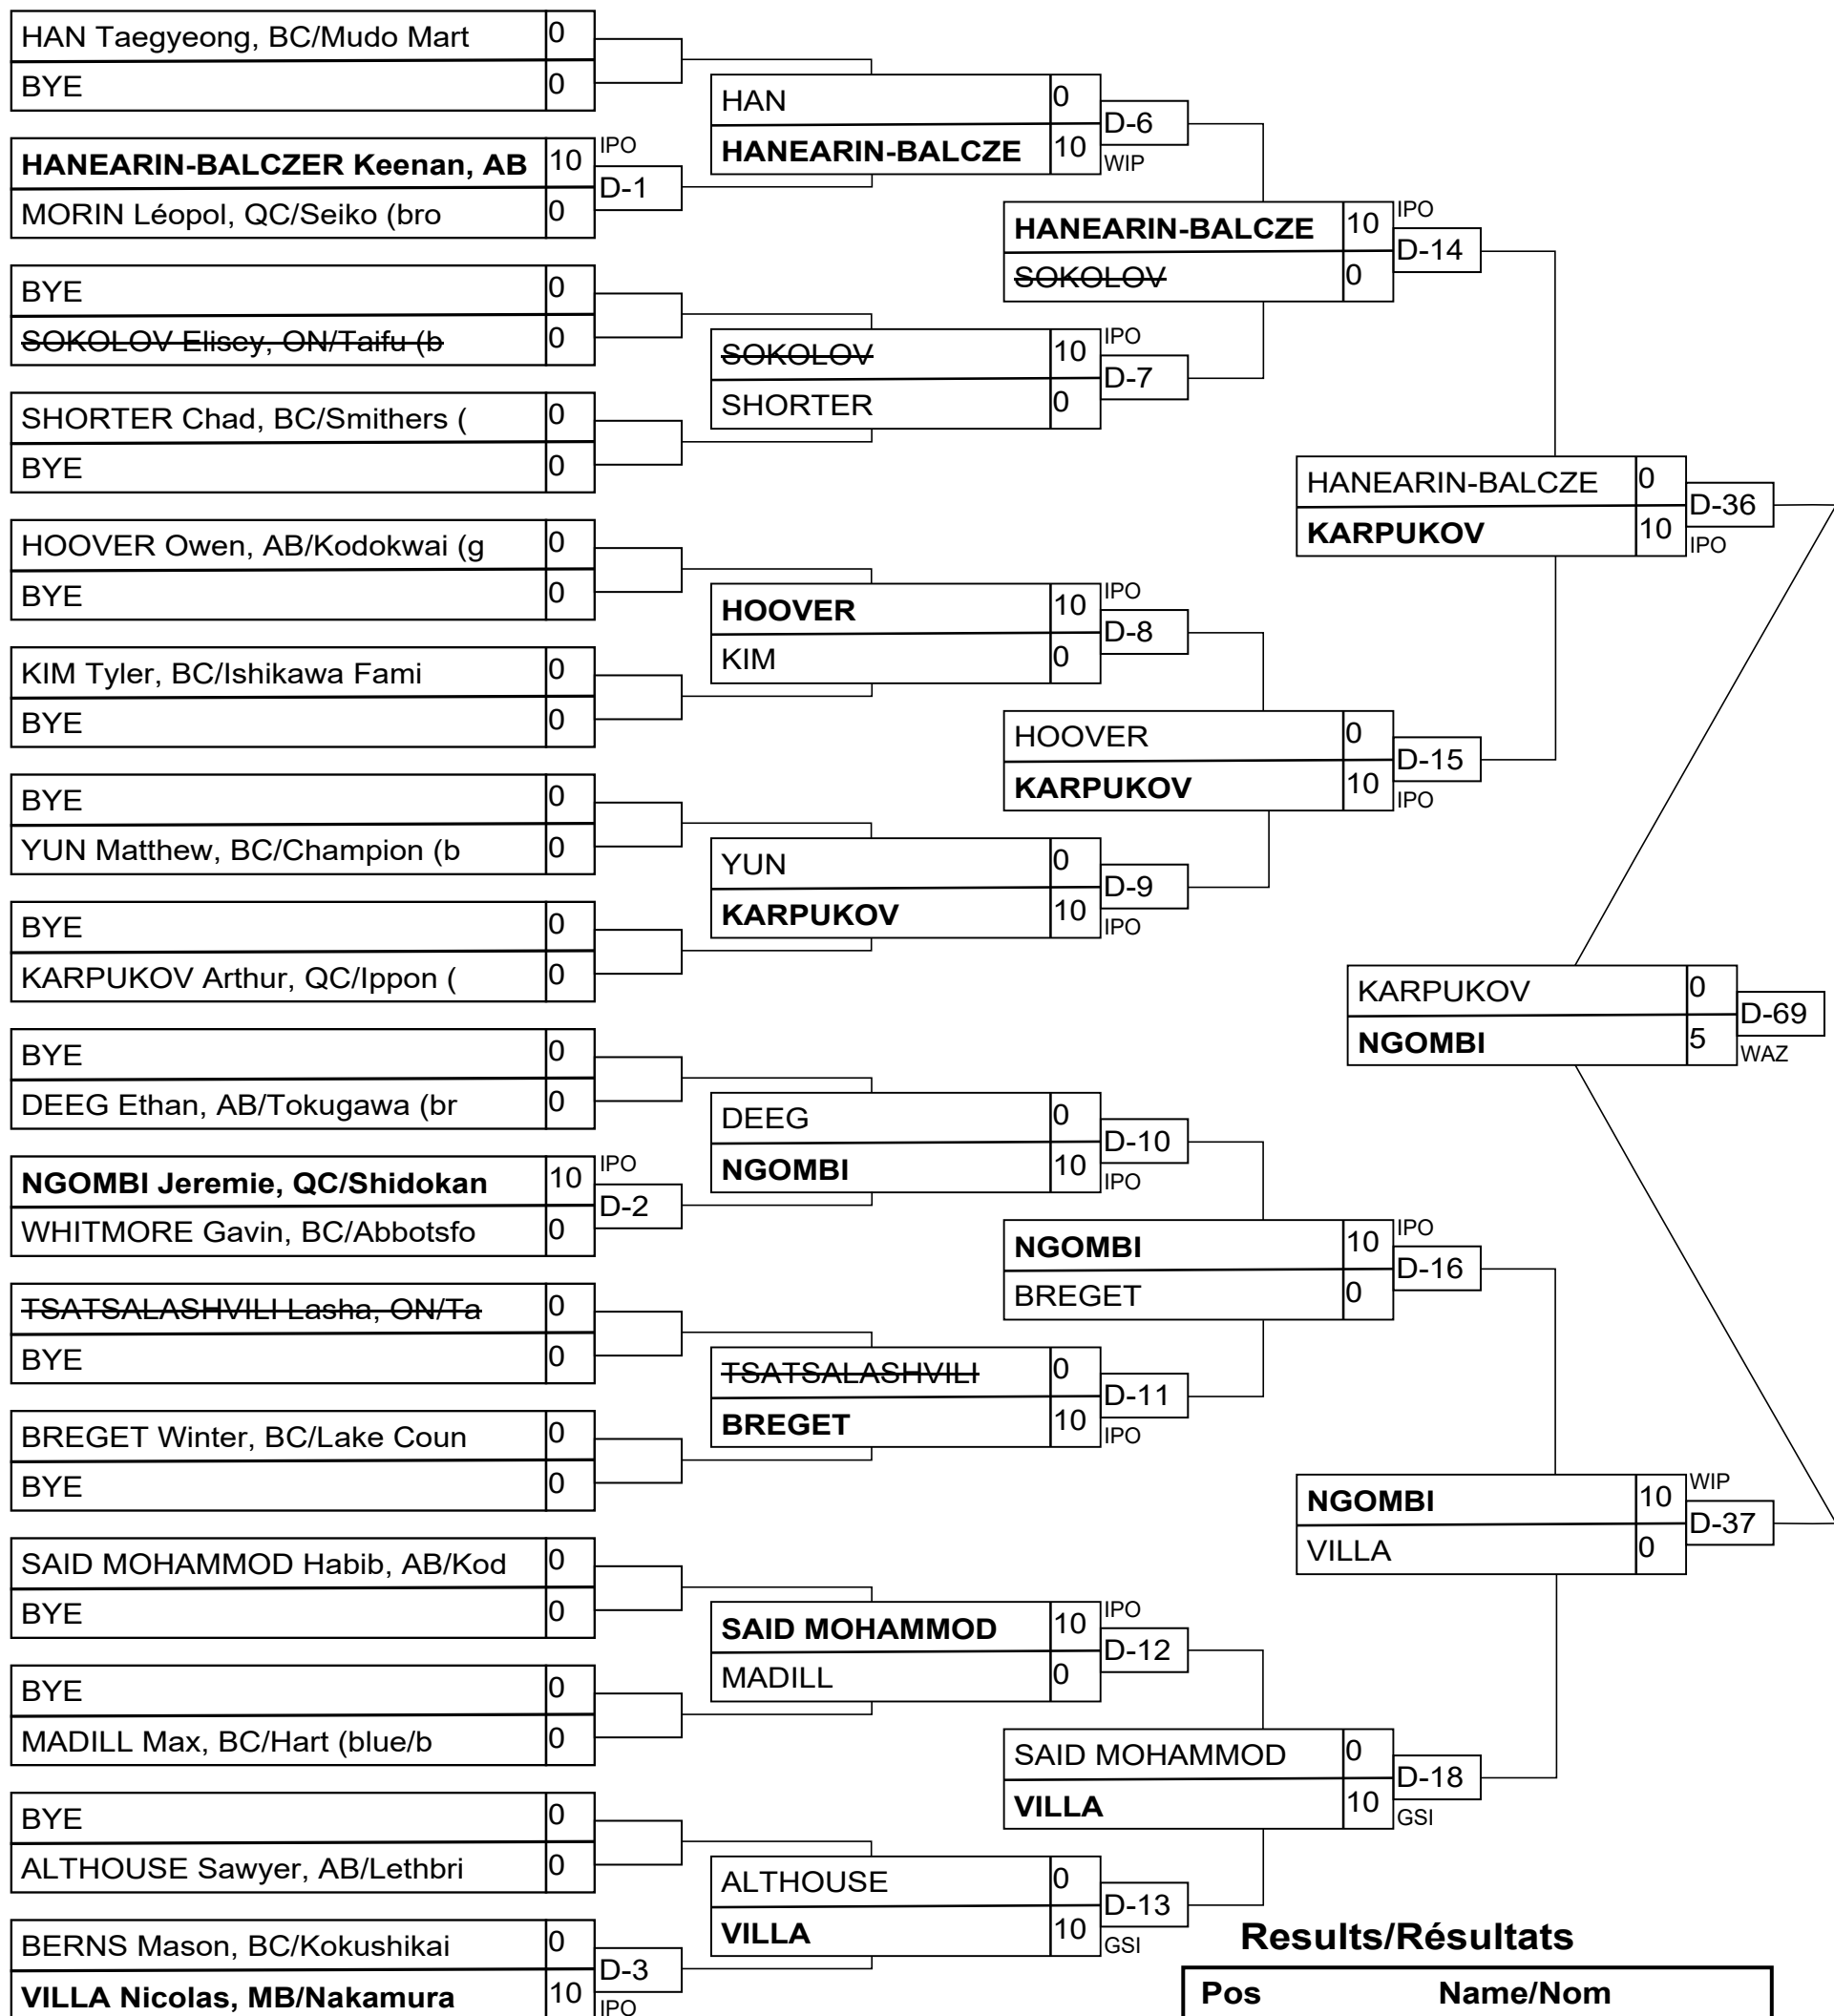 HAN Taegyeong, BC/Mudo Mart 0
BYE 0
HANEARIN-BALCZER Keenan, AB 10 IPO
D-1
MORIN Léopol, QC/Seiko (bro 0
BYE 0
SOKOLOV Elisey, ON/Taifu (b 0
SHORTER Chad, BC/Smithers ( 0
BYE 0
HOOVER Owen, AB/Kodokwai (g 0
BYE 0
KIM Tyler, BC/Ishikawa Fami 0
BYE 0
BYE 0
YUN Matthew, BC/Champion (b 0
BYE 0
KARPUKOV Arthur, QC/Ippon ( 0
BYE 0
DEEG Ethan, AB/Tokugawa (br 0
NGOMBI Jeremie, QC/Shidokan 10 IPO
D-2
WHITMORE Gavin, BC/Abbotsfo 0
TSATSALASHVILI Lasha, ON/Ta 0
BYE 0
BREGET Winter, BC/Lake Coun 0
BYE 0
SAID MOHAMMOD Habib, AB/Kod 0
BYE 0
BYE 0
MADILL Max, BC/Hart (blue/b 0
BYE 0
ALTHOUSE Sawyer, AB/Lethbri 0
BERNS Mason, BC/Kokushikai 0
D-3
VILLA Nicolas, MB/Nakamura 10 IPO
HAN 0
D-6
HANEARIN-BALCZE 10 WIP
SOKOLOV 10 IPO
D-7
SHORTER 0
HOOVER 10 IPO
D-8
KIM 0
YUN 0
D-9
KARPUKOV 10 IPO
DEEG 0
D-10
NGOMBI 10 IPO
TSATSALASHVILI 0
D-11
BREGET 10 IPO
SAID MOHAMMOD 10 IPO
D-12
MADILL 0
ALTHOUSE 0
D-13
VILLA 10 GSI
HANEARIN-BALCZE 10 IPO
D-14
SOKOLOV 0
HOOVER 0
D-15
KARPUKOV 10 IPO
NGOMBI 10 IPO
D-16
BREGET 0
SAID MOHAMMOD 0
D-18
VILLA 10 GSI
HANEARIN-BALCZE 0
D-36
KARPUKOV 10 IPO
NGOMBI 10 WIP
D-37
VILLA 0
KARPUKOV 0
D-69
NGOMBI 5 WAZ
Results/Résultats
Pos Name/Nom